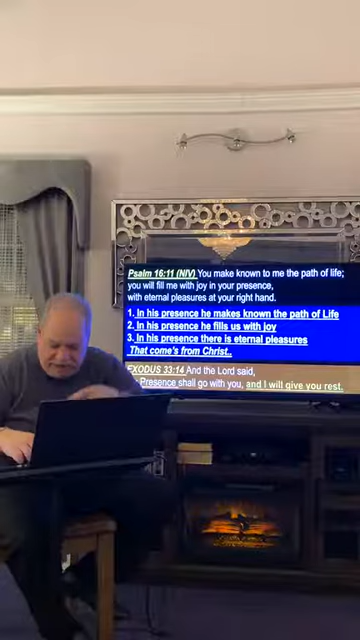 Psalm 16:11 (NIV) You make known to me the path of life;
you will fill me with joy in your presence,
with eternal pleasures at your right hand.
1. In his presence he makes known the path of Life
2. In his presence he fills us with joy
3. In his presence there is eternal pleasures
That come's from Christ..
EXODUS 33:14 And the Lord said,
Presence shall go with you, and I will give you rest.